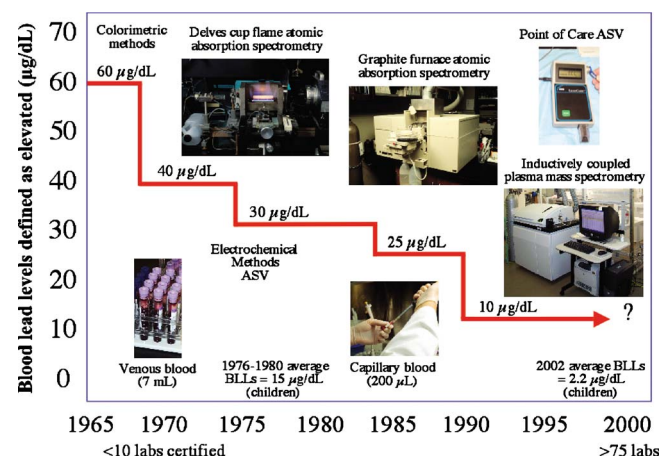 Blood lead levels defined as elevated (µg/dL)
70
60
50
40
30
20
10
0
Colorimetric
methods
60 µg/dL
Delves cup flame atomic
absorption spectrometry
Graphite furnace atomic
absorption spectrometry
Point of Care ASV
40 µg/dL
30 µg/dL
25 µg/dL
10 µg/dL
Inductively coupled
plasma mass spectrometry
Electrochemical
Methods
ASV
?
Venous blood
(7 mL)
1976-1980 average
BLLs = 15 µg/dL
(children)
Capillary blood
(200 µL)
2002 average BLLs
= 2.2 µg/dL
(children)
1965 1970 1975 1980 1985 1990 1995 2000
<10 labs certified
>75 labs